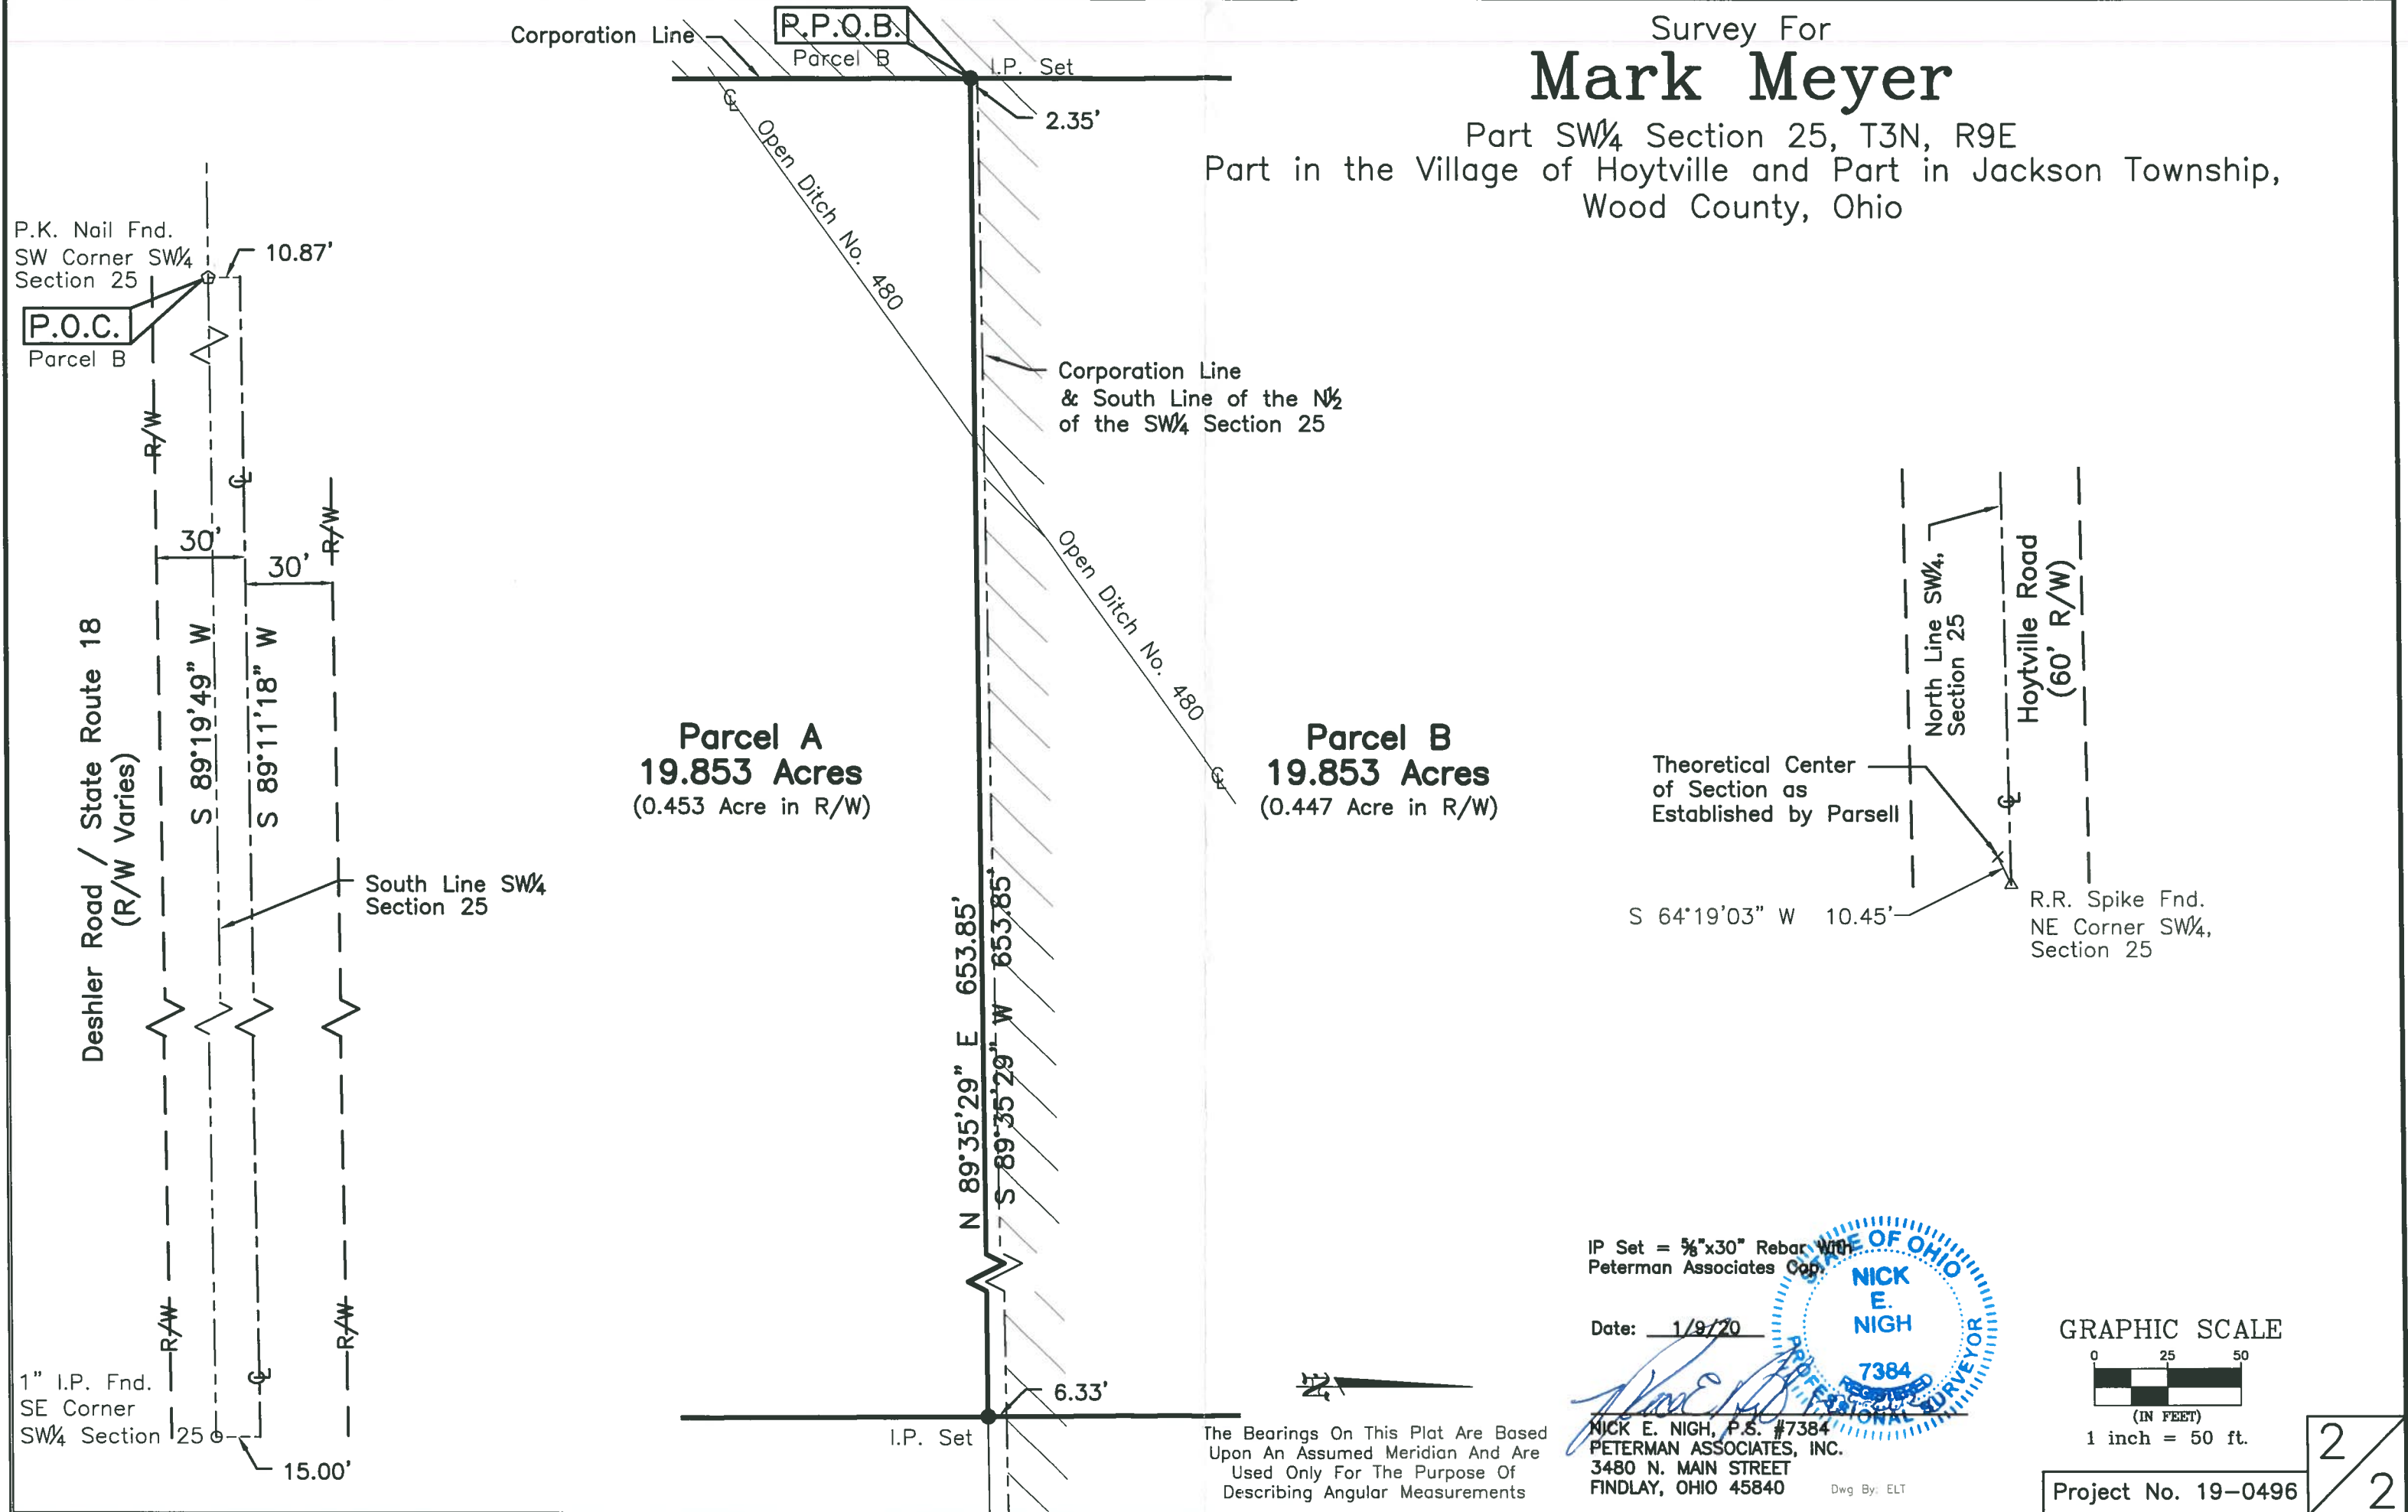 Survey For
Mark Meyer
Part SW¼ Section 25, T3N, R9E
Part in the Village of Hoytville and Part in Jackson Township,
Wood County, Ohio
Corporation Line
R.P.O.B.
Parcel B
I.P. Set
2.35'
℄
Open Ditch No. 480
P.K. Nail Fnd.
SW Corner SW¼
Section 25
10.87'
P.O.C.
Parcel B
R/W
℄
R/W
30'
30'
Corporation Line
& South Line of the N½
of the SW¼ Section 25
Open Ditch No. 480
℄
Deshler Road / State Route 18
(R/W Varies)
S 89°19'49" W
S 89°11'18" W
South Line SW¼
Section 25
Parcel A
19.853 Acres
(0.453 Acre in R/W)
Parcel B
19.853 Acres
(0.447 Acre in R/W)
N 89°35'29" E 653.85'
S 89°35'29" W 653.85'
North Line SW¼,
Section 25
Hoytville Road
(60' R/W)
℄
Theoretical Center
of Section as
Established by Parsell
S 64°19'03" W 10.45'
R.R. Spike Fnd.
NE Corner SW¼,
Section 25
R/W
R/W
℄
1" I.P. Fnd.
SE Corner
SW¼ Section 25
15.00'
6.33'
I.P. Set
N
The Bearings On This Plat Are Based
Upon An Assumed Meridian And Are
Used Only For The Purpose Of
Describing Angular Measurements
IP Set = ⅝"x30" Rebar With
Peterman Associates Cap.
Date: 1/9/20
STATE OF OHIO
NICK
E.
NIGH
7384
REGISTERED
PROFESSIONAL SURVEYOR
NICK E. NIGH, P.S. #7384
PETERMAN ASSOCIATES, INC.
3480 N. MAIN STREET
FINDLAY, OHIO 45840
Dwg By: ELT
GRAPHIC SCALE
0 25 50
(IN FEET)
1 inch = 50 ft.
Project No. 19-0496
2/2